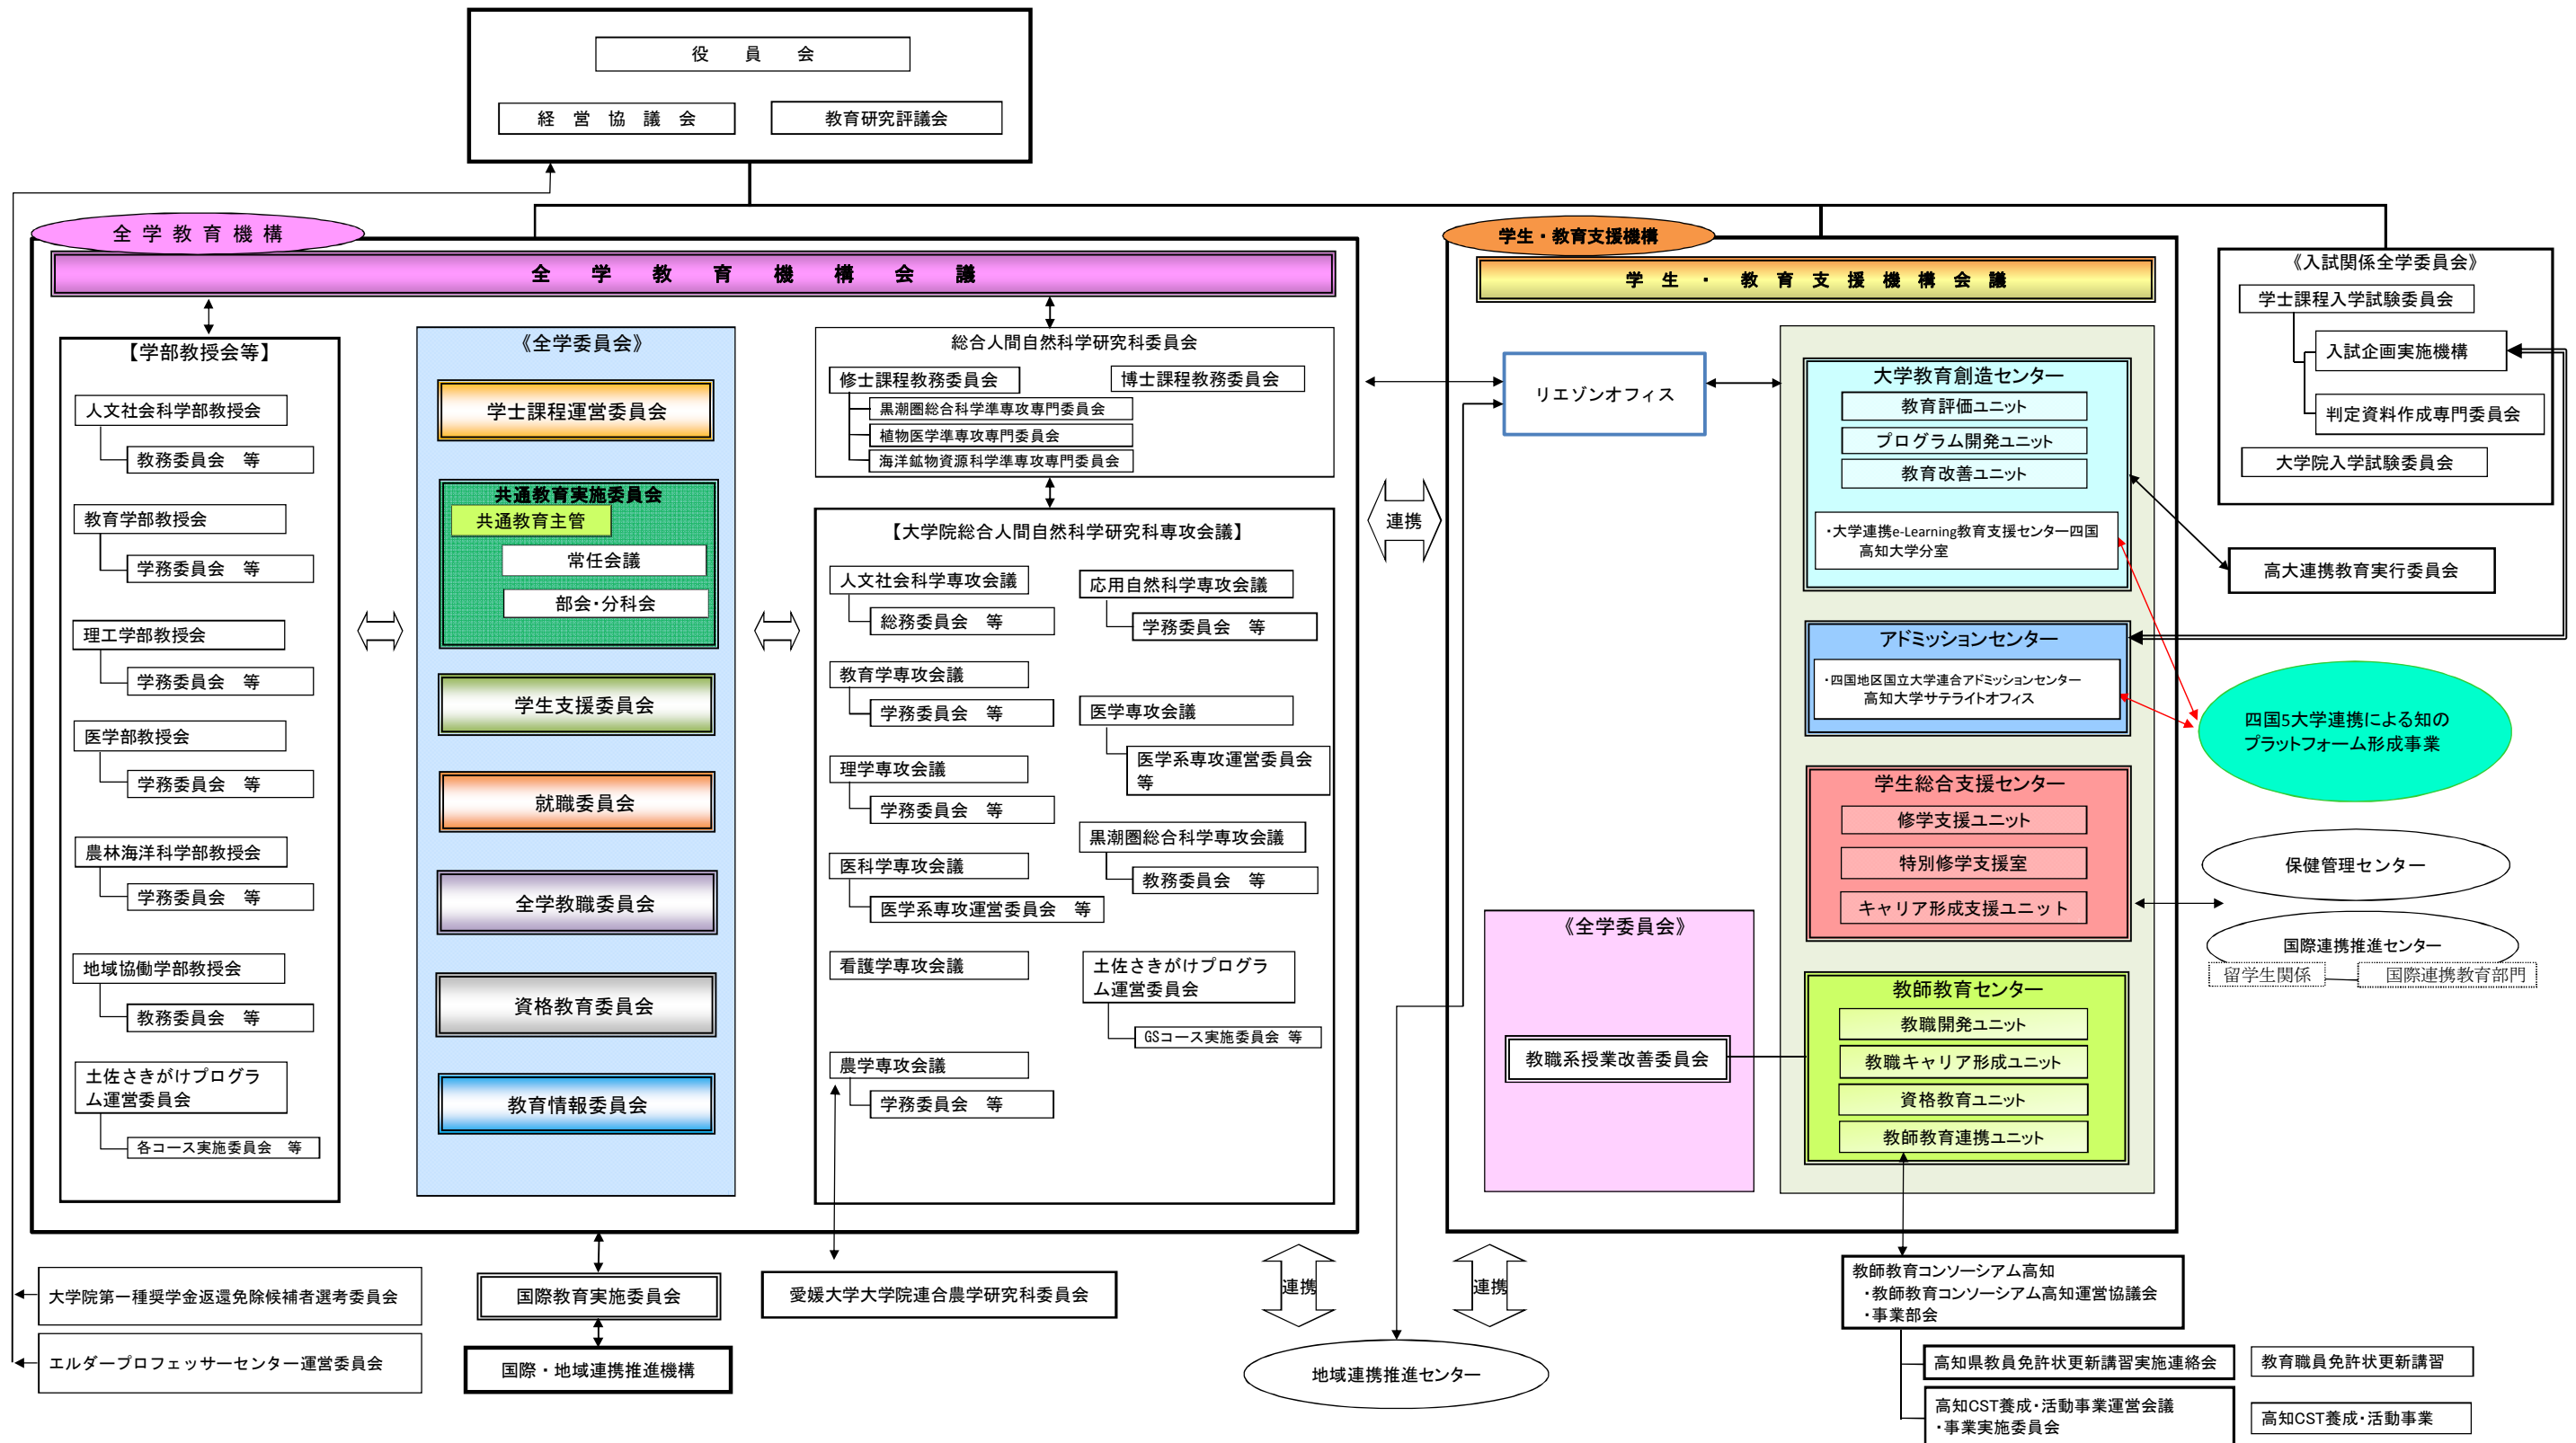 役　員　会
経　営　協　議　会
教育研究評議会
全 学 教 育 機 構
全　学　教　育　機　構　会　議
【学部教授会等】
人文社会科学部教授会
教務委員会　等
教育学部教授会
学務委員会　等
理工学部教授会
学務委員会　等
医学部教授会
学務委員会　等
農林海洋科学部教授会
学務委員会　等
地域協働学部教授会
教務委員会　等
土佐さきがけプログラ
ム運営委員会
各コース実施委員会　等
《全学委員会》
学士課程運営委員会
共通教育実施委員会
共通教育主管
常任会議
部会・分科会
学生支援委員会
就職委員会
全学教職委員会
資格教育委員会
教育情報委員会
総合人間自然科学研究科委員会
修士課程教務委員会
博士課程教務委員会
黒潮圏総合科学準専攻専門委員会
植物医学準専攻専門委員会
海洋鉱物資源科学準専攻専門委員会
【大学院総合人間自然科学研究科専攻会議】
人文社会科学専攻会議
総務委員会　等
教育学専攻会議
学務委員会　等
理学専攻会議
学務委員会　等
医科学専攻会議
医学系専攻運営委員会　等
看護学専攻会議
農学専攻会議
学務委員会　等
応用自然科学専攻会議
学務委員会　等
医学専攻会議
医学系専攻運営委員会
等
黒潮圏総合科学専攻会議
教務委員会　等
土佐さきがけプログラ
ム運営委員会
GSコース実施委員会 等
連携
学生・教育支援機構
学 生 ・ 教 育 支 援 機 構 会 議
リエゾンオフィス
大学教育創造センター
教育評価ユニット
プログラム開発ユニット
教育改善ユニット
・大学連携e-Learning教育支援センター四国
高知大学分室
アドミッションセンター
・四国地区国立大学連合アドミッションセンター
高知大学サテライトオフィス
学生総合支援センター
修学支援ユニット
特別修学支援室
キャリア形成支援ユニット
《全学委員会》
教職系授業改善委員会
教師教育センター
教職開発ユニット
教職キャリア形成ユニット
資格教育ユニット
教師教育連携ユニット
《入試関係全学委員会》
学士課程入学試験委員会
入試企画実施機構
判定資料作成専門委員会
大学院入学試験委員会
高大連携教育実行委員会
四国5大学連携による知の
プラットフォーム形成事業
保健管理センター
国際連携推進センター
留学生関係
国際連携教育部門
大学院第一種奨学金返還免除候補者選考委員会
エルダープロフェッサーセンター運営委員会
国際教育実施委員会
国際・地域連携推進機構
愛媛大学大学院連合農学研究科委員会
連携
連携
地域連携推進センター
教師教育コンソーシアム高知
・教師教育コンソーシアム高知運営協議会
・事業部会
高知県教員免許状更新講習実施連絡会
教育職員免許状更新講習
高知CST養成・活動事業運営会議
・事業実施委員会
高知CST養成・活動事業